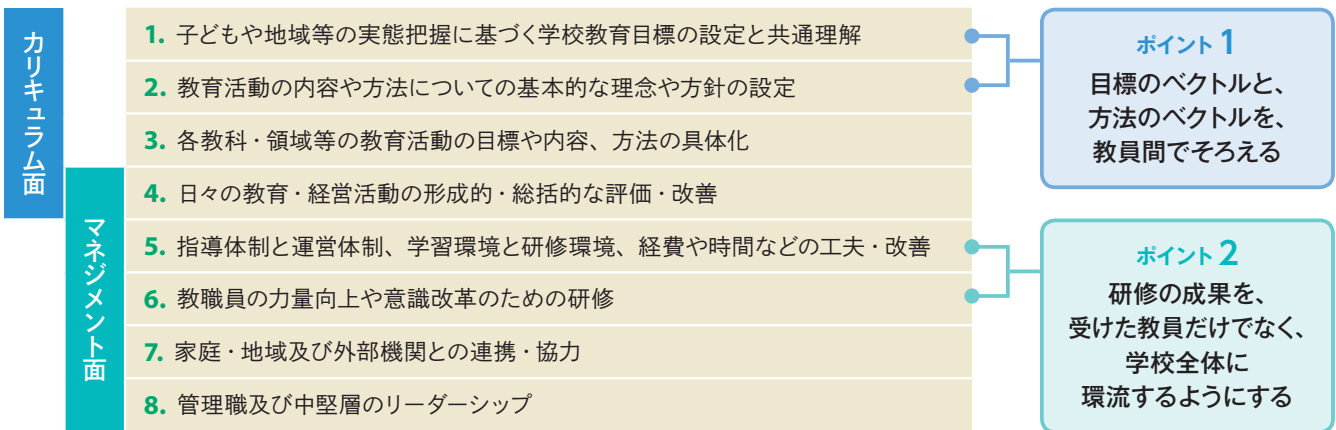 カリキュラム面
マネジメント面
1. 子どもや地域等の実態把握に基づく学校教育目標の設定と共通理解
2. 教育活動の内容や方法についての基本的な理念や方針の設定
3. 各教科・領域等の教育活動の目標や内容、方法の具体化
4. 日々の教育・経営活動の形成的・総括的な評価・改善
5. 指導体制と運営体制、学習環境と研修環境、経費や時間などの工夫・改善
6. 教職員の力量向上や意識改革のための研修
7. 家庭・地域及び外部機関との連携・協力
8. 管理職及び中堅層のリーダーシップ
ポイント 1
目標のベクトルと、
方法のベクトルを、
教員間でそろえる
ポイント 2
研修の成果を、
受けた教員だけでなく、
学校全体に
環流するようにする